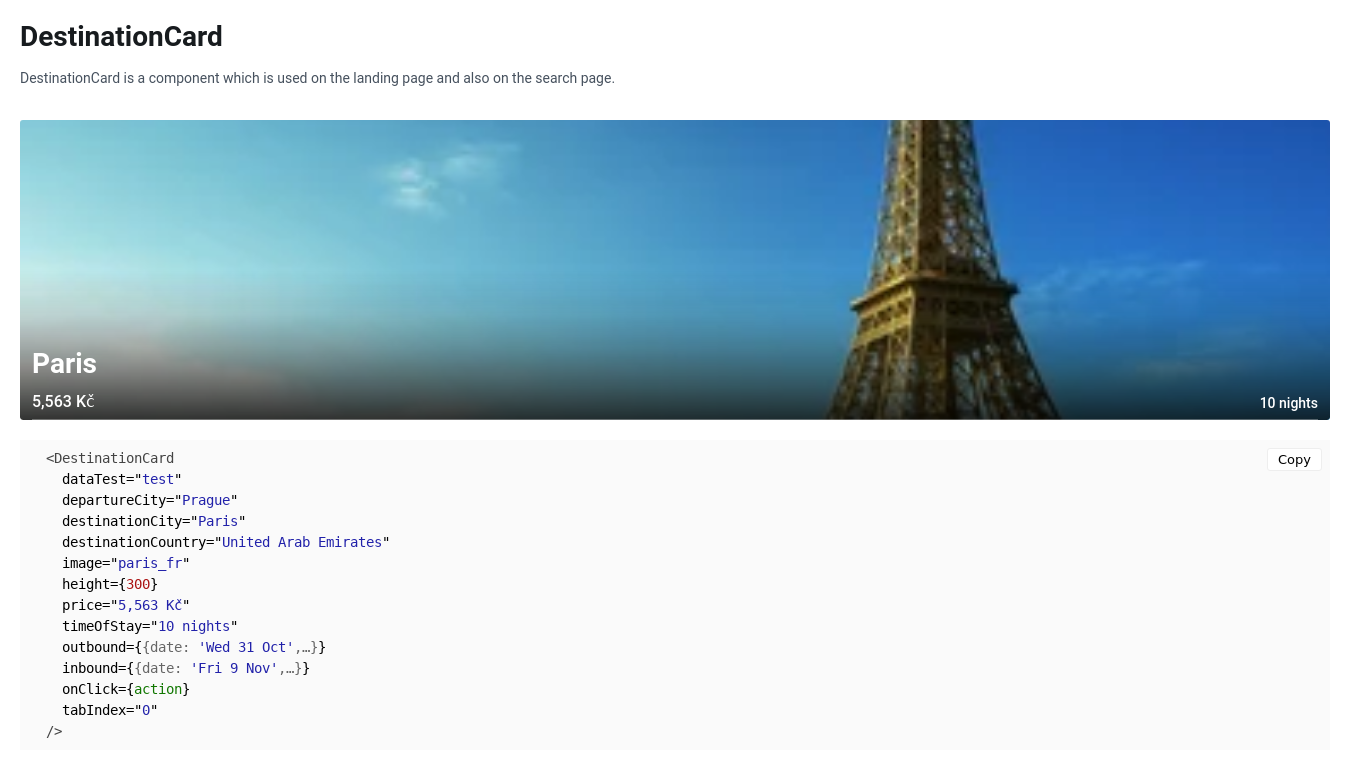 DestinationCard
DestinationCard is a component which is used on the landing page and also on the search page.
Paris
5,563 Kč
10 nights
Copy
<DestinationCard
  dataTest="test"
  departureCity="Prague"
  destinationCity="Paris"
  destinationCountry="United Arab Emirates"
  image="paris_fr"
  height={300}
  price="5,563 Kč"
  timeOfStay="10 nights"
  outbound={{date: 'Wed 31 Oct',…}}
  inbound={{date: 'Fri 9 Nov',…}}
  onClick={action}
  tabIndex="0"
/>